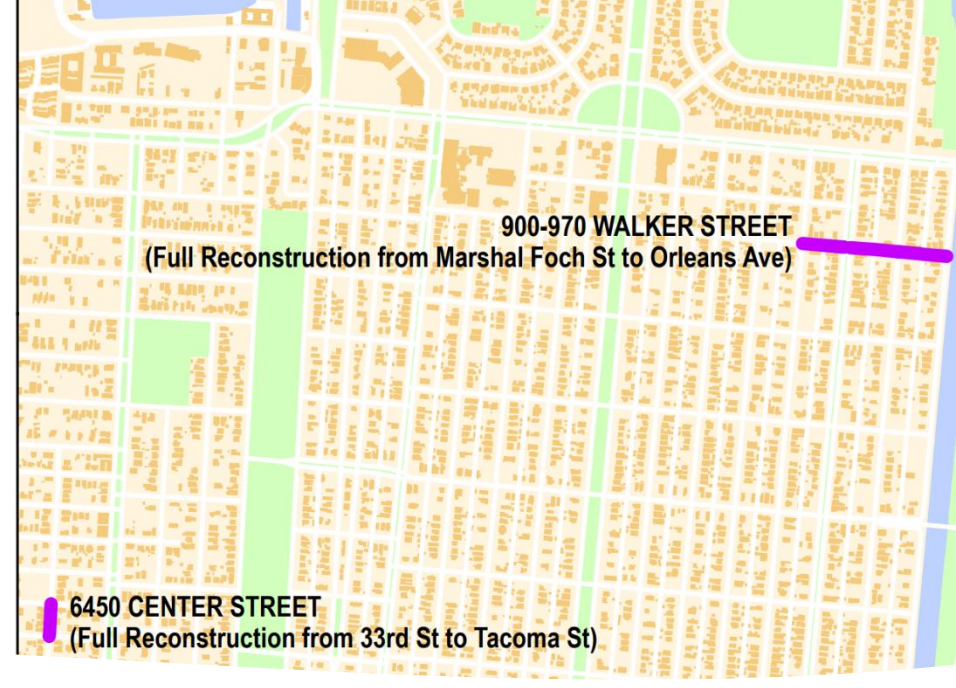 900-970 WALKER STREET
(Full Reconstruction from Marshal Foch St to Orleans Ave)
6450 CENTER STREET
(Full Reconstruction from 33rd St to Tacoma St)